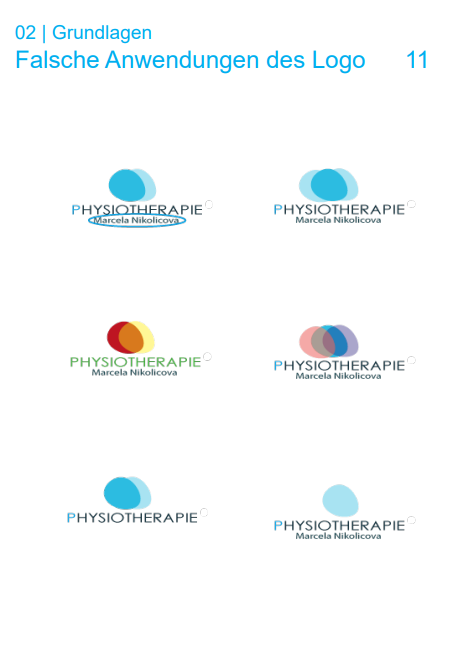 02 | Grundlagen
Falsche Anwendungen des Logo 11
PHYSIOTHERAPIE
Marcela Nikolicova
PHYSIOTHERAPIE
Marcela Nikolicova
PHYSIOTHERAPIE
Marcela Nikolicova
PHYSIOTHERAPIE
Marcela Nikolicova
PHYSIOTHERAPIE
PHYSIOTHERAPIE
Marcela Nikolicova